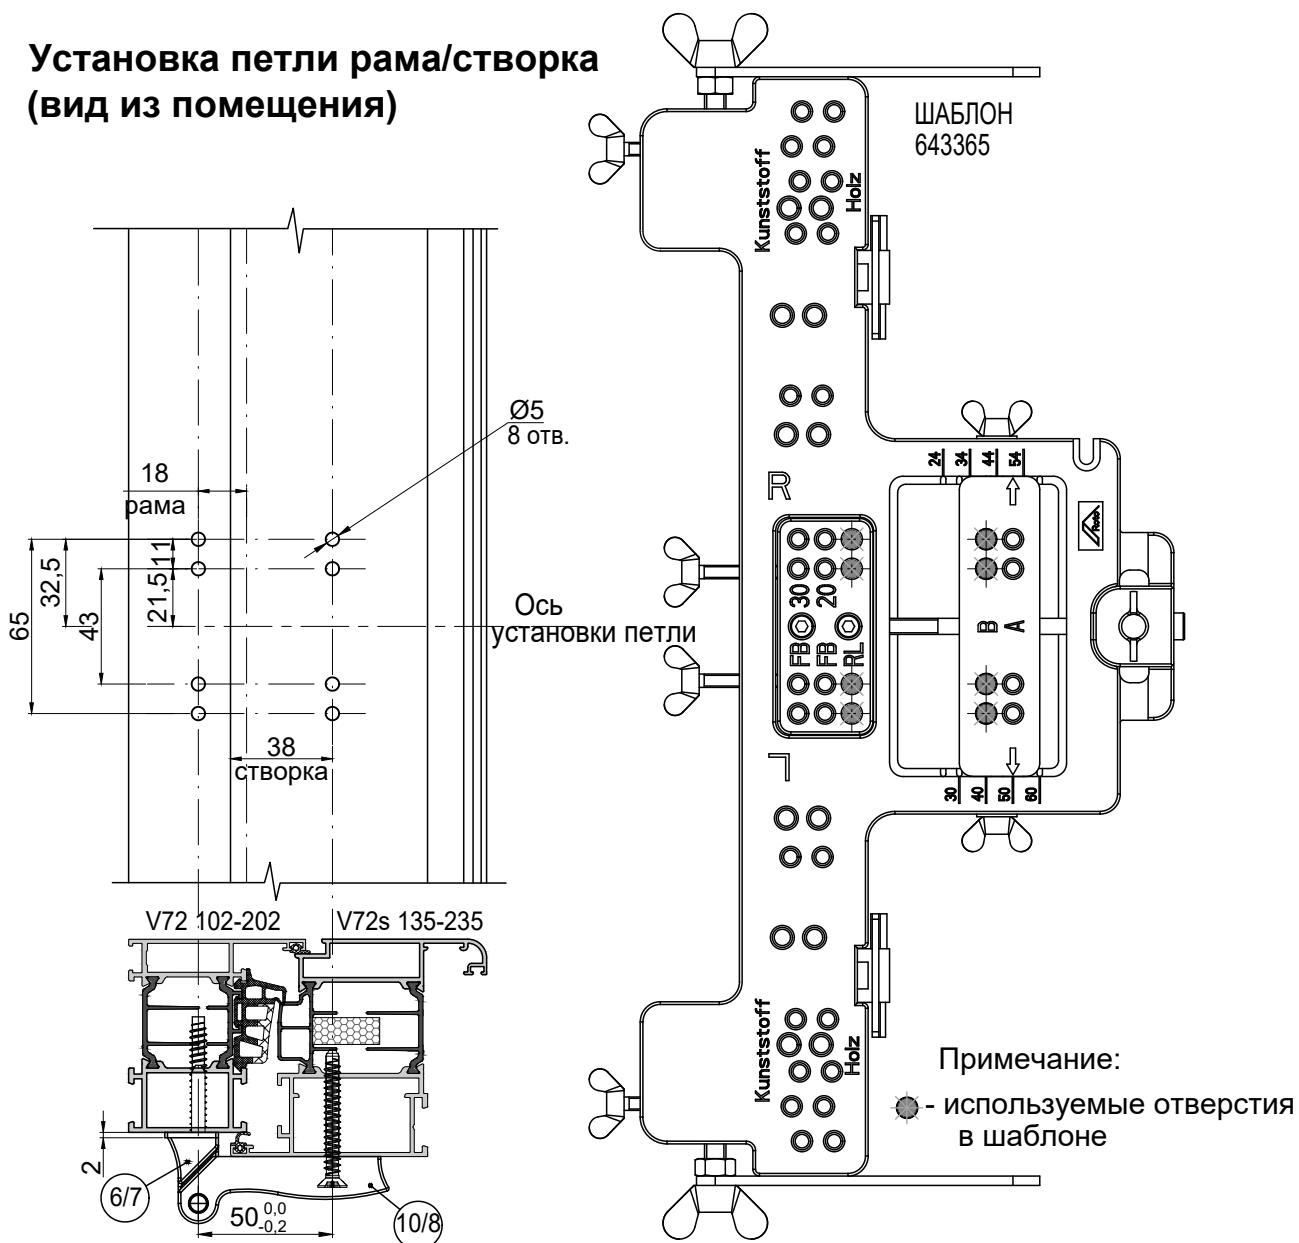 Установка петли рама/створка
(вид из помещения)
ШАБЛОН
643365
Kunststoff
Holz
Ø5
8 отв.
18
рама
65
32,5
43
11
21,5
Ось
установки петли
38
створка
R
24
34
44
54
Roto
FB 30
FB 20
RL
B
A
L
30
40
50
60
V72 102-202
V72s 135-235
Kunststoff
Holz
Примечание:
- используемые отверстия
в шаблоне
2
6/7
50 0,0
-0,2
10/8